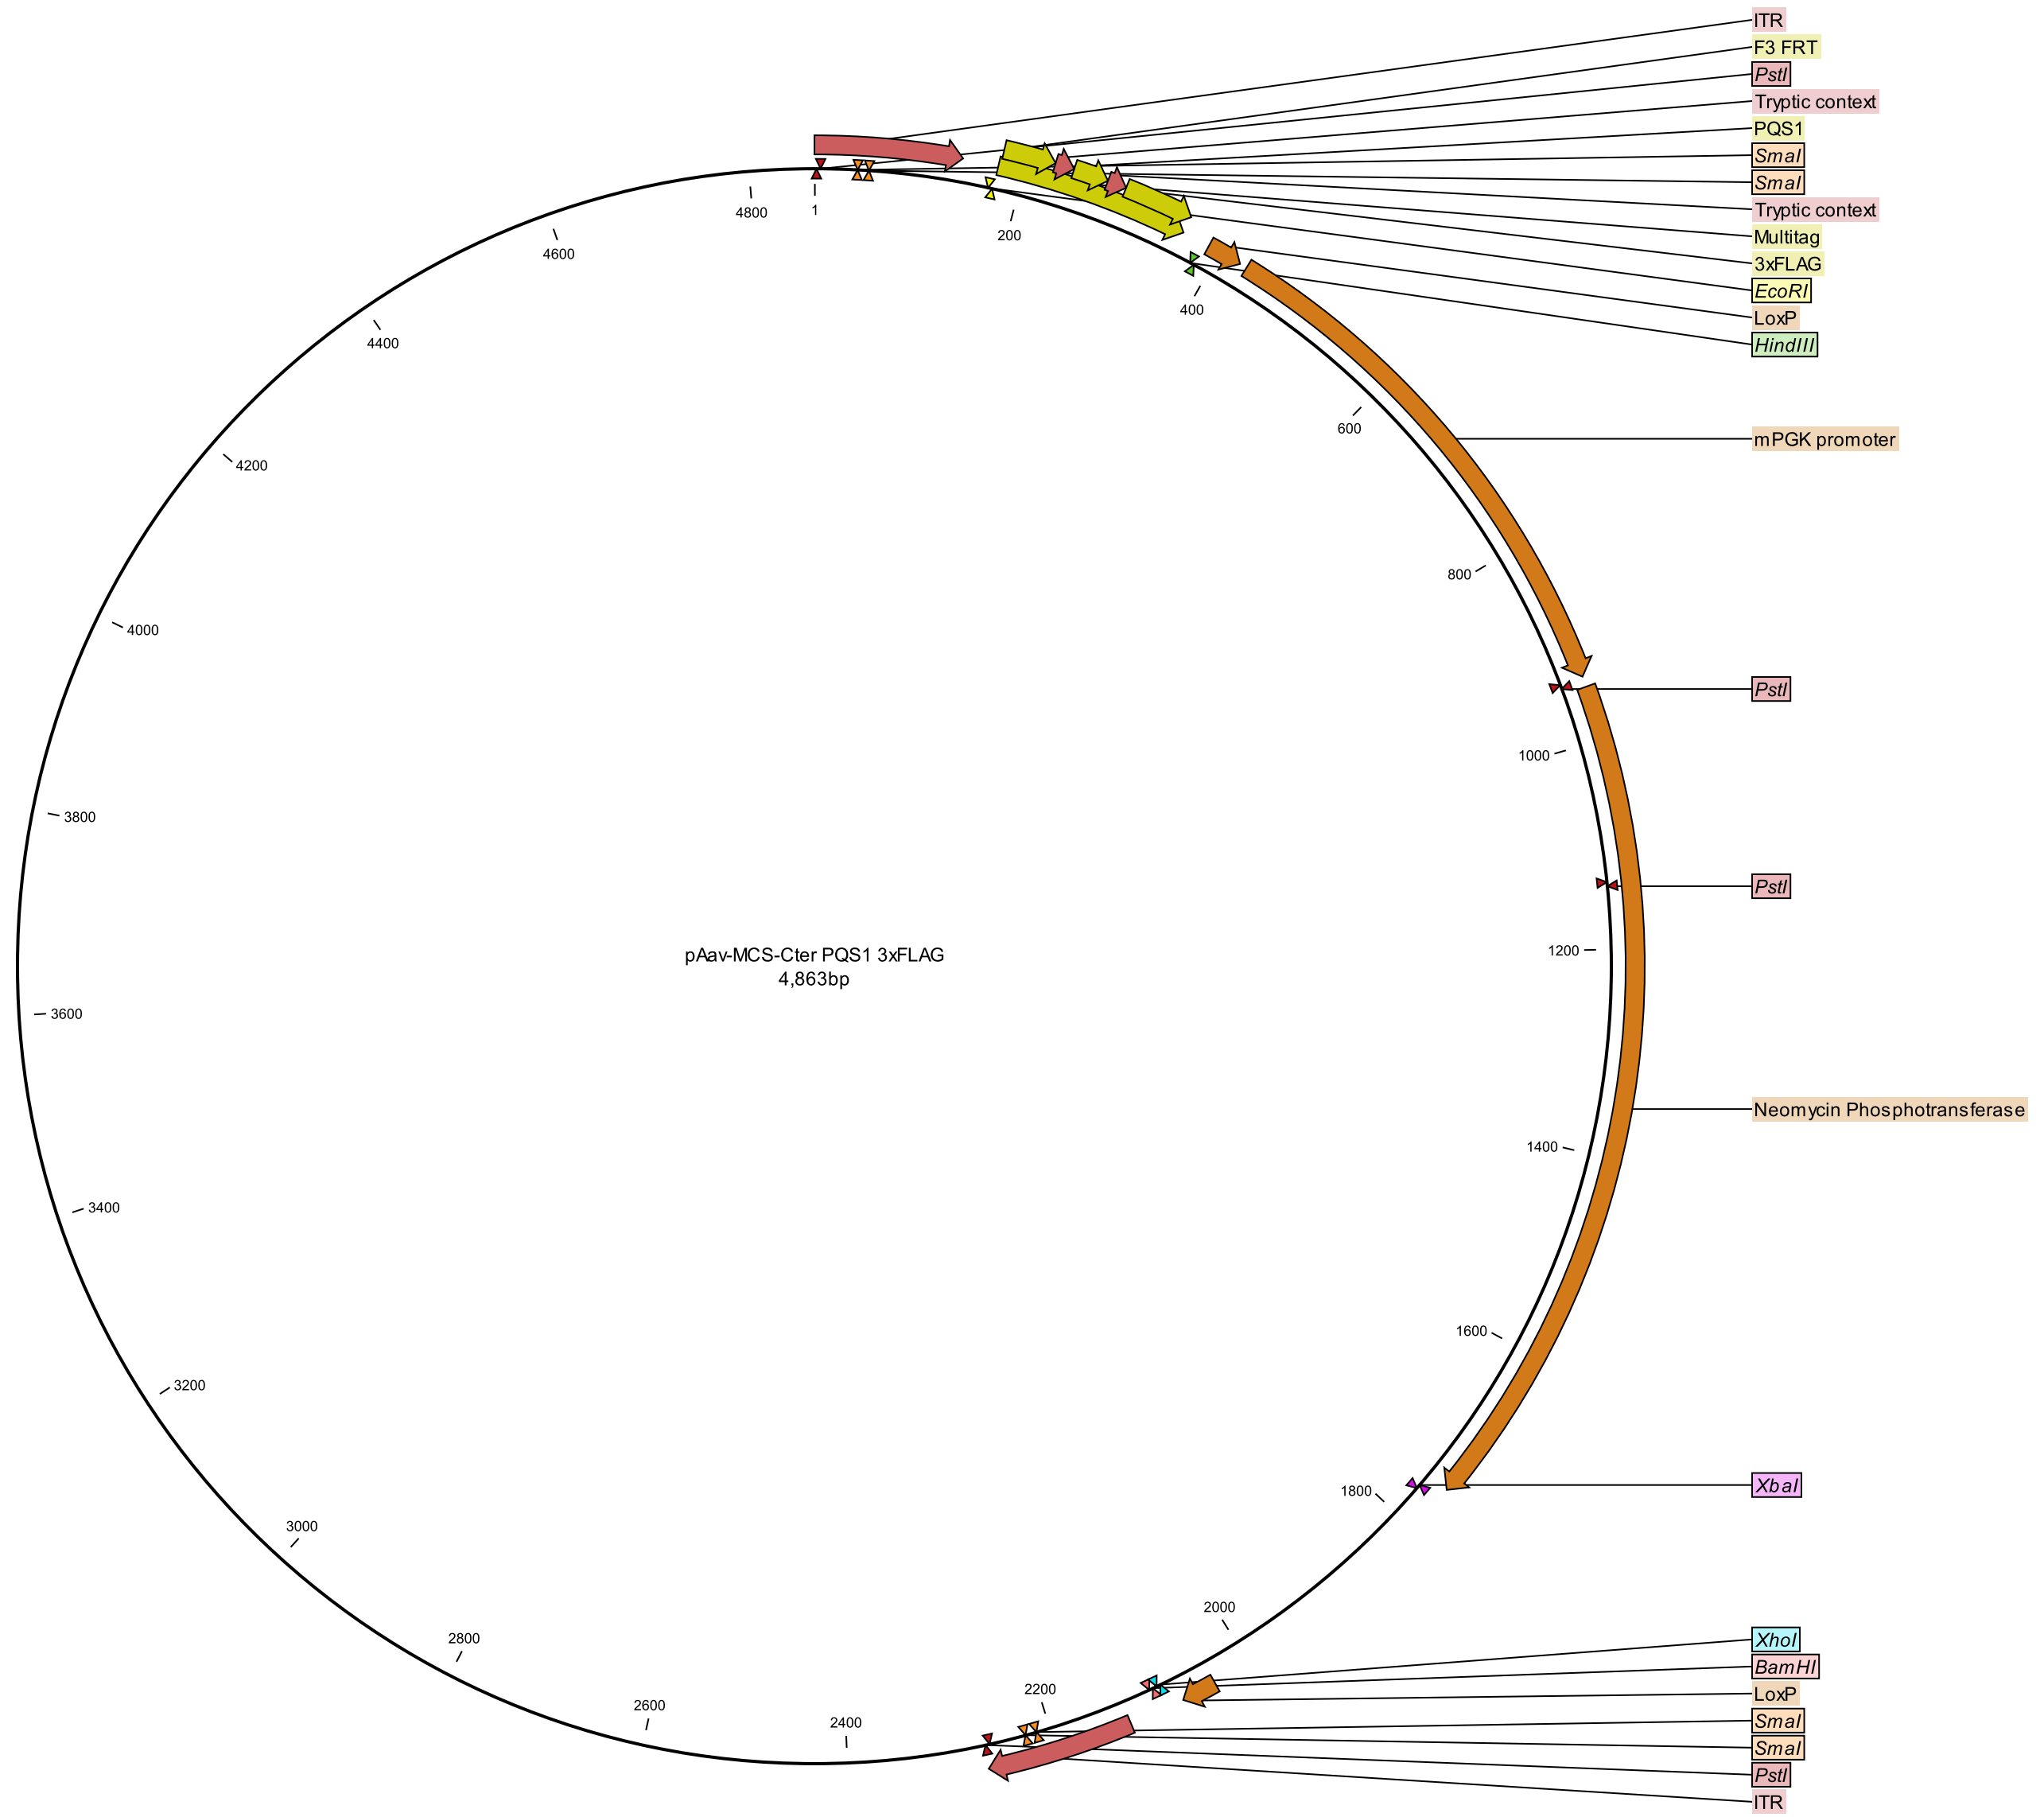 ITR
F3 FRT
PstI
Tryptic context
PQS1
SmaI
SmaI
Tryptic context
Multitag
3xFLAG
EcoRI
LoxP
HindIII
4800
1
200
4600
400
4400
600
mPGK promoter
4200
800
4000
PstI
1000
3800
PstI
1200
pAav-MCS-Cter PQS1 3xFLAG
4,863bp
3600
Neomycin Phosphotransferase
1400
3400
1600
3200
XbaI
1800
3000
2000
2800
XhoI
BamHI
2200
LoxP
2600
SmaI
2400
SmaI
PstI
ITR